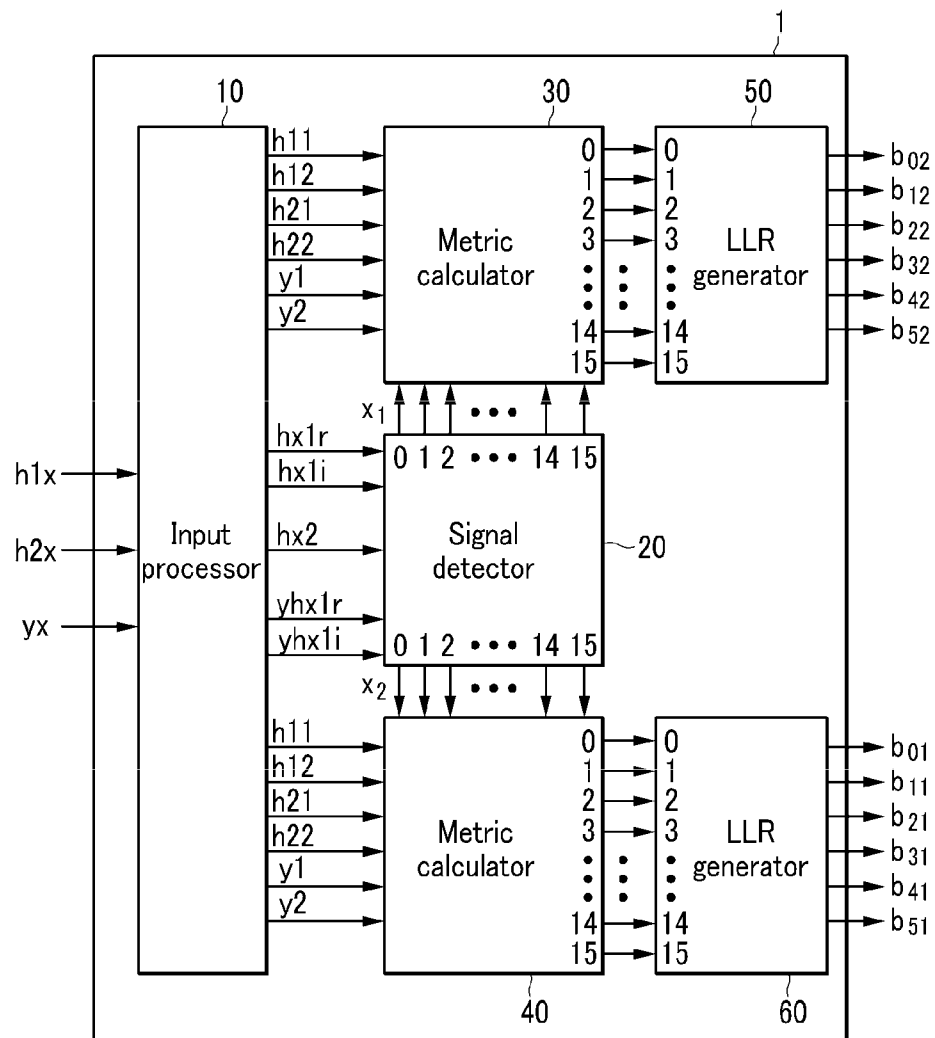 1
10
30
50
h11
h12
h21
h22
y1
y2
Metric
calculator
0
1
2
3
14
15
0
1
2
3
14
15
LLR
generator
b02
b12
b22
b32
b42
b52
x1
h1x
h2x
yx
Input
processor
hx1r
hx1i
hx2
yhx1r
yhx1i
0 1 2 14 15
Signal
detector
20
0 1 2 14 15
x2
h11
h12
h21
h22
y1
y2
Metric
calculator
0
1
2
3
14
15
0
1
2
3
14
15
LLR
generator
b01
b11
b21
b31
b41
b51
40
60